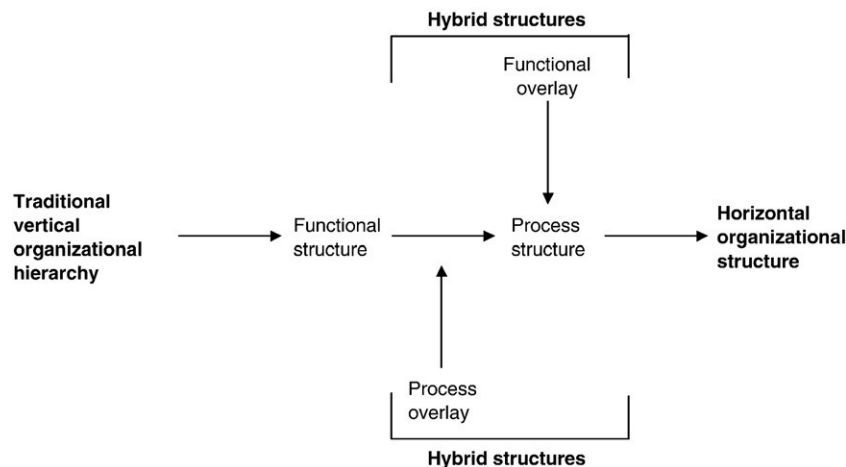 Hybrid structures
Functional
overlay
Traditional
vertical
organizational
hierarchy
Functional
structure
Process
structure
Horizontal
organizational
structure
Process
overlay
Hybrid structures